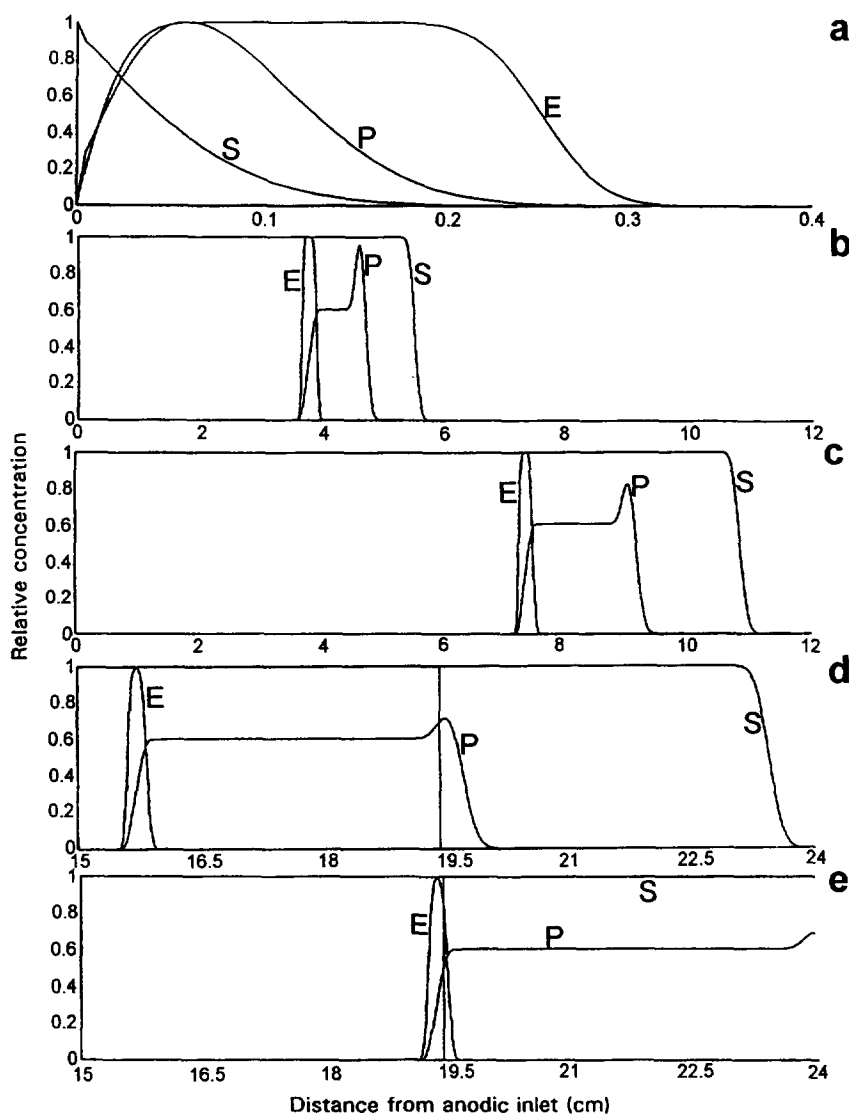 a
1
0.8
0.6
0.4
0.2
0
S
P
E
0 0.1 0.2 0.3 0.4
b
1
0.8
0.6
0.4
0.2
0
E
P
S
0 2 4 6 8 10 12
c
1
0.8
0.6
0.4
0.2
0
E
P
S
0 2 4 6 8 10 12
d
1
0.8
0.6
0.4
0.2
0
E
P
S
15 16.5 18 19.5 21 22.5 24
e
1
0.8
0.6
0.4
0.2
0
E
P
S
15 16.5 18 19.5 21 22.5 24
Relative concentration
Distance from anodic inlet (cm)